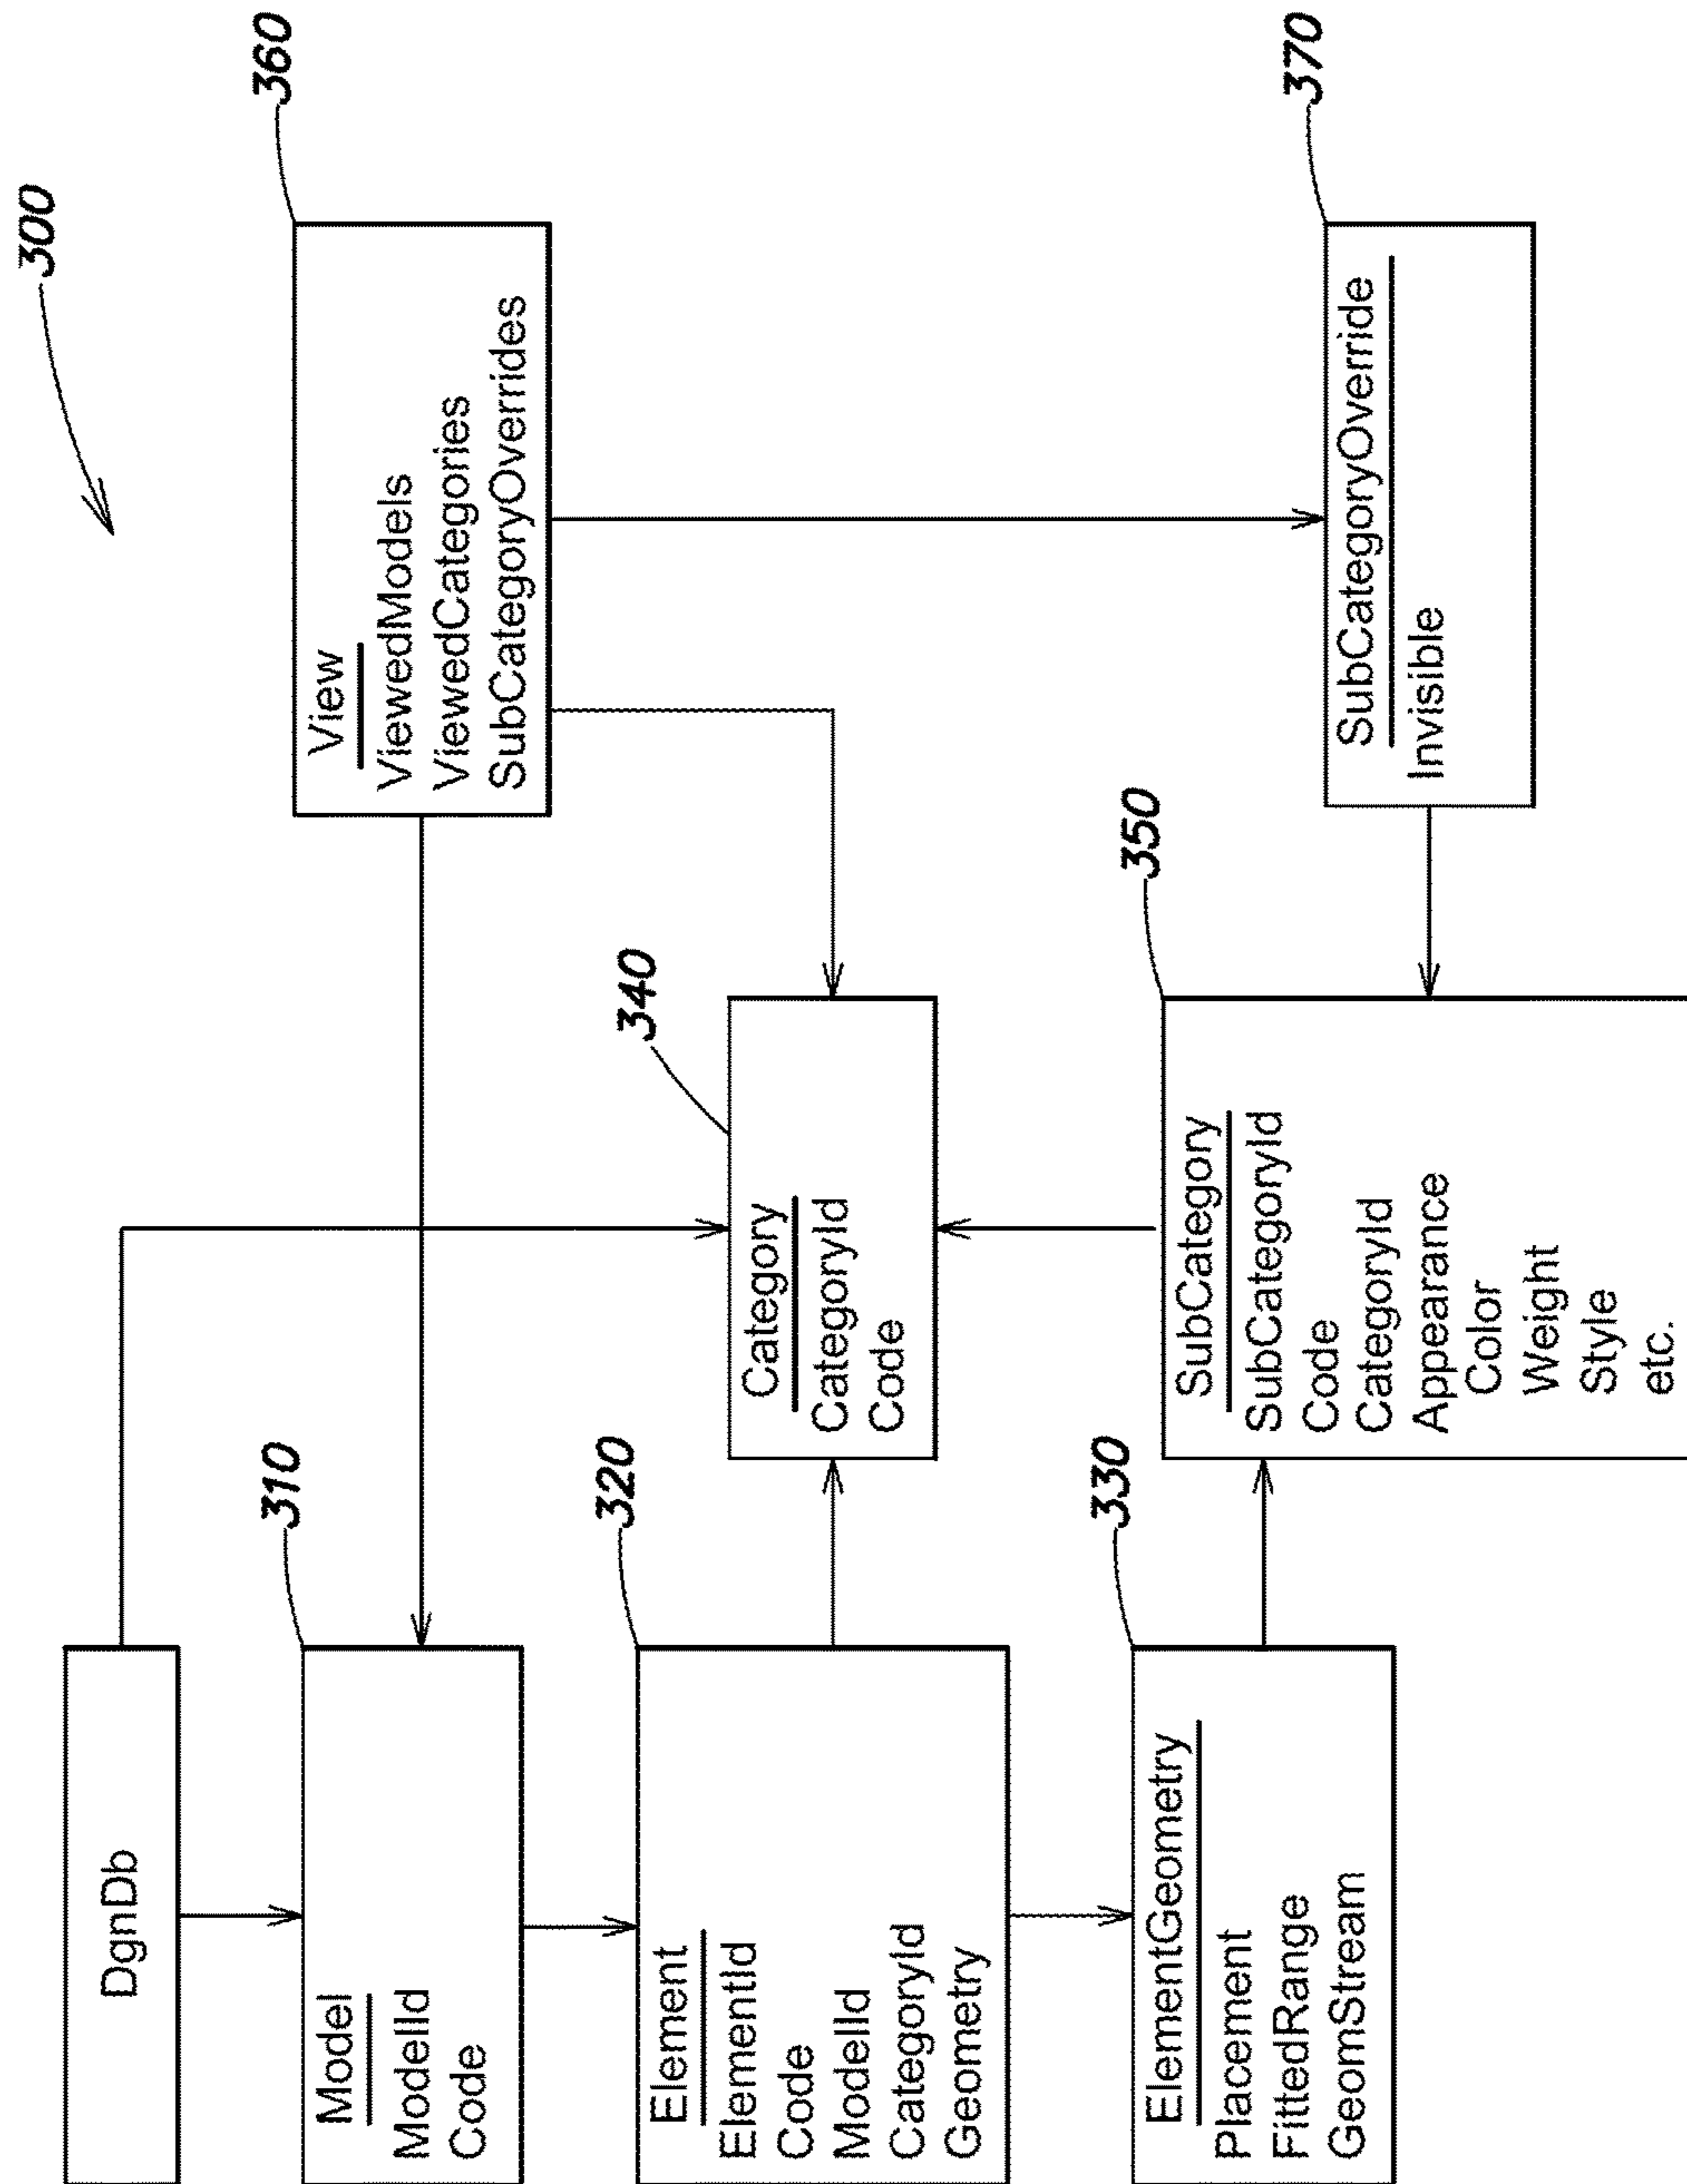 300
DgnDb
310
Model
ModelId
Code
320
Element
ElementId
Code
ModelId
CategoryId
Geometry
330
ElementGeometry
Placement
FittedRange
GeomStream
340
Category
CategoryId
Code
350
SubCategory
SubCategoryId
Code
CategoryId
Appearance
Color
Weight
Style
etc.
360
View
ViewedModels
ViewedCategories
SubCategoryOverrides
370
SubCategoryOverride
Invisible